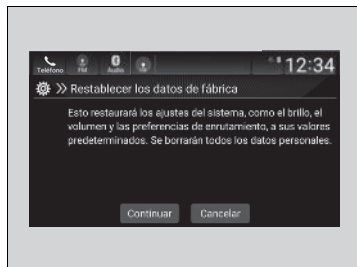 Teléfono FM Audio 12:34
Restablecer los datos de fábrica
Esto restaurará los ajustes del sistema, como el brillo, el
volumen y las preferencias de enrutamiento, a sus valores
predeterminados. Se borrarán todos los datos personales.
Continuar Cancelar